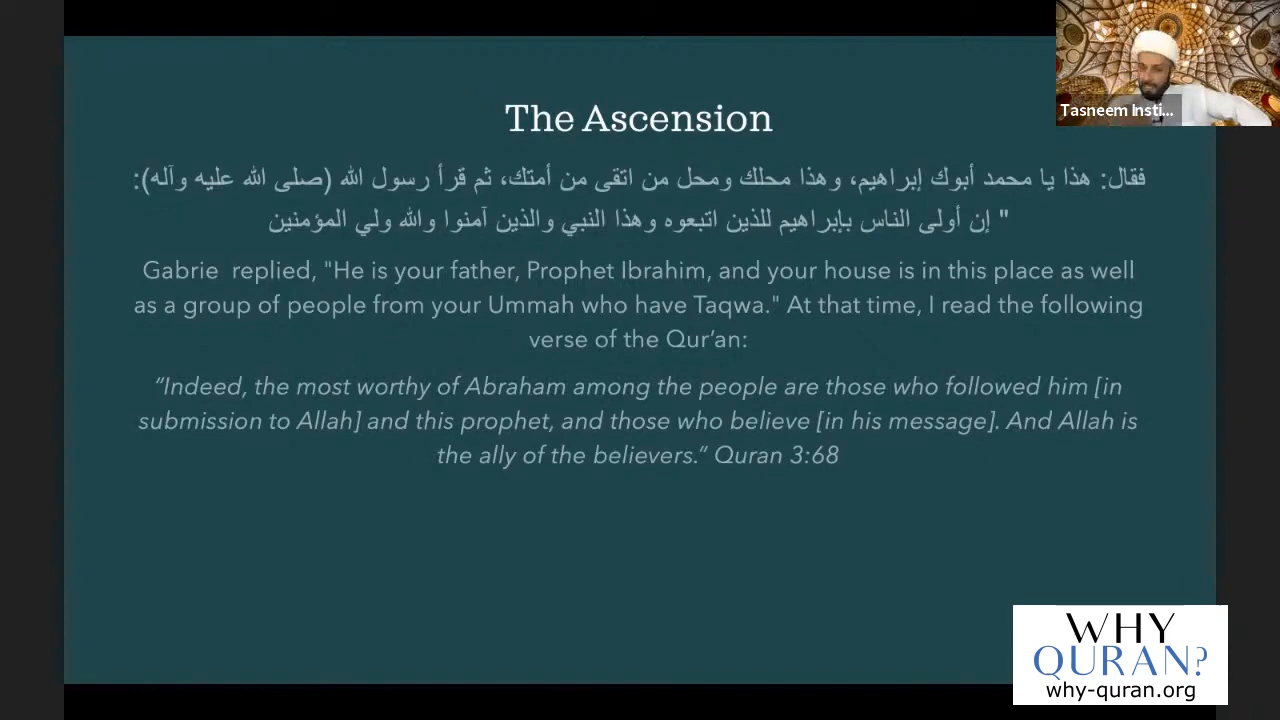 The Ascension
فقال: هذا يا محمد أبوك إبراهيم، وهذا محلك ومحل من اتقى من أمتك، ثم قرأ رسول الله (صلى الله عليه وآله):
" إن أولى الناس بإبراهيم للذين اتبعوه وهذا النبي والذين آمنوا والله ولي المؤمنين
Gabrie  replied, "He is your father, Prophet Ibrahim, and your house is in this place as well
as a group of people from your Ummah who have Taqwa." At that time, I read the following
verse of the Qur’an:
“Indeed, the most worthy of Abraham among the people are those who followed him [in
submission to Allah] and this prophet, and those who believe [in his message]. And Allah is
the ally of the believers.” Quran 3:68
Tasneem Insti...
WHY
QURAN?
why-quran.org